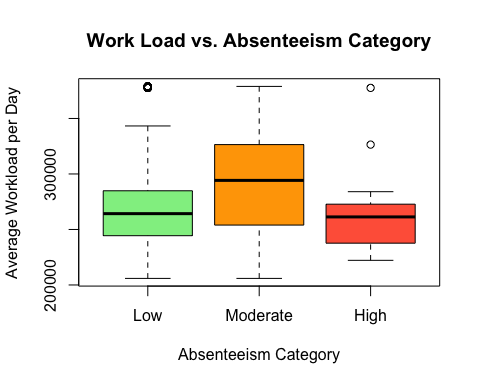 Work Load vs. Absenteeism Category
Average Workload per Day
300000
200000
Low Moderate High
Absenteeism Category